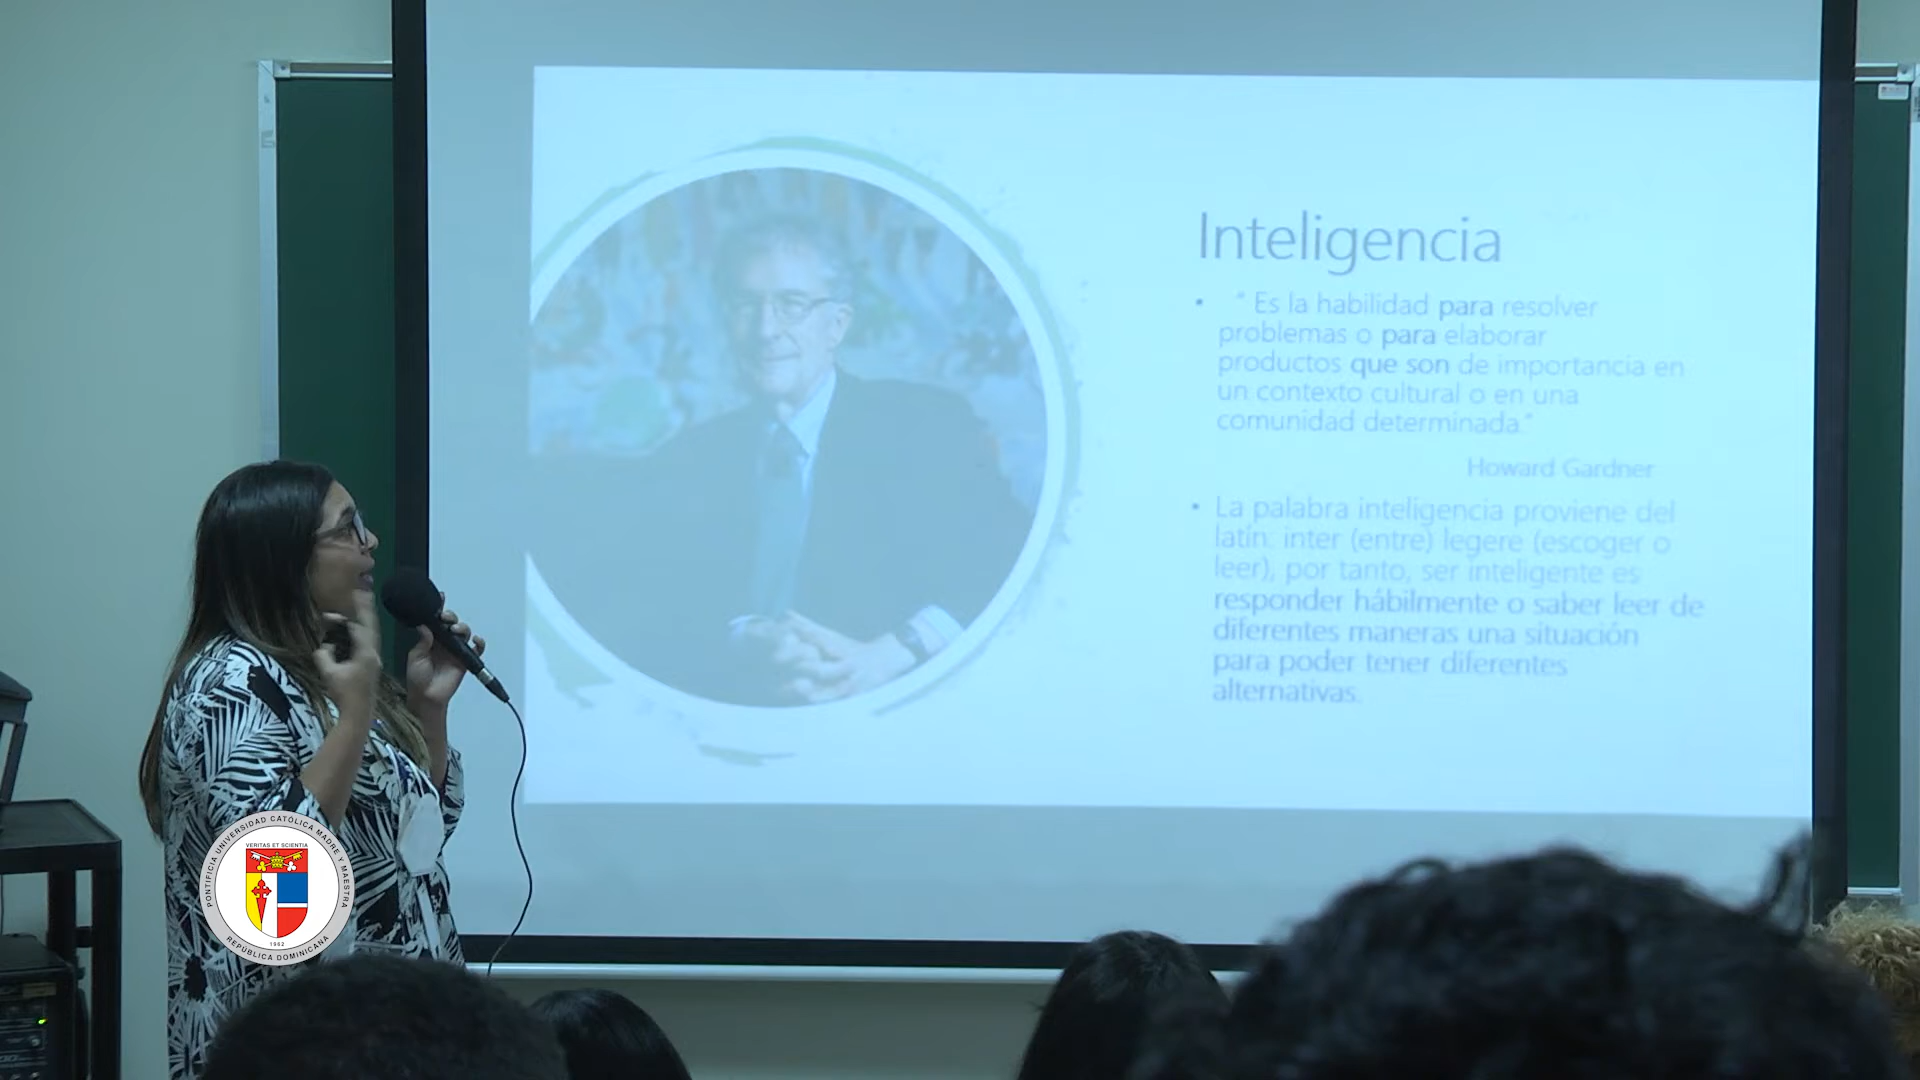 Inteligencia
• " Es la habilidad para resolver
problemas o para elaborar
productos que son de importancia en
un contexto cultural o en una
comunidad determinada."
Howard Gardner
• La palabra inteligencia proviene del
latín: inter (entre) legere (escoger o
leer), por tanto, ser inteligente es
responder hábilmente o saber leer de
diferentes maneras una situación
para poder tener diferentes
alternativas.
PONTIFICIA UNIVERSIDAD CATÓLICA MADRE Y MAESTRA
VERITAS ET SCIENTIA
1962
REPÚBLICA DOMINICANA